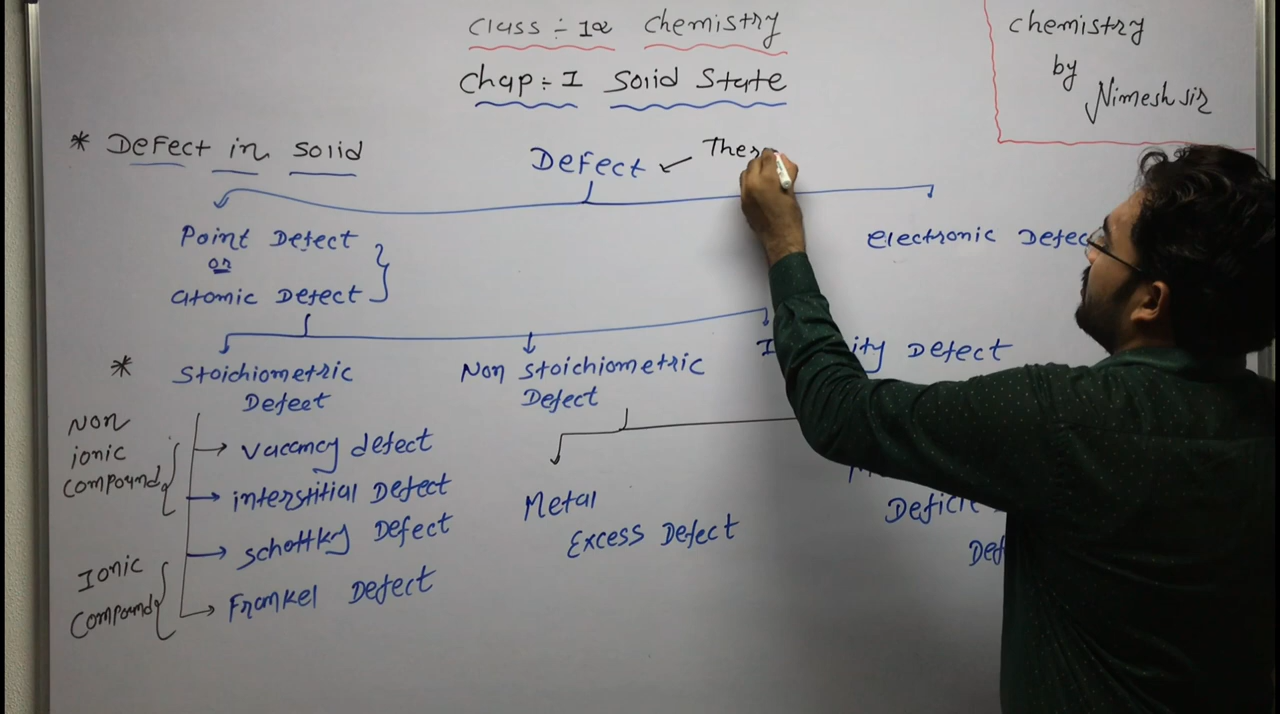 Class :- 12 Chemistry
Chap :- I Solid State
Chemistry
by
Nimesh sir
* Defect in solid
Defect
Ther
Point Defect
or
Atomic Defect
Electronic Defec
* Stoichiometric
Defect
Non Stoichiometric
Defect
I ity Defect
Non
ionic
compound
vacancy defect
interstitial Defect
Schottky Defect
Frenkel Defect
Ionic
compound
Metal
Excess Defect
Deficie
Def